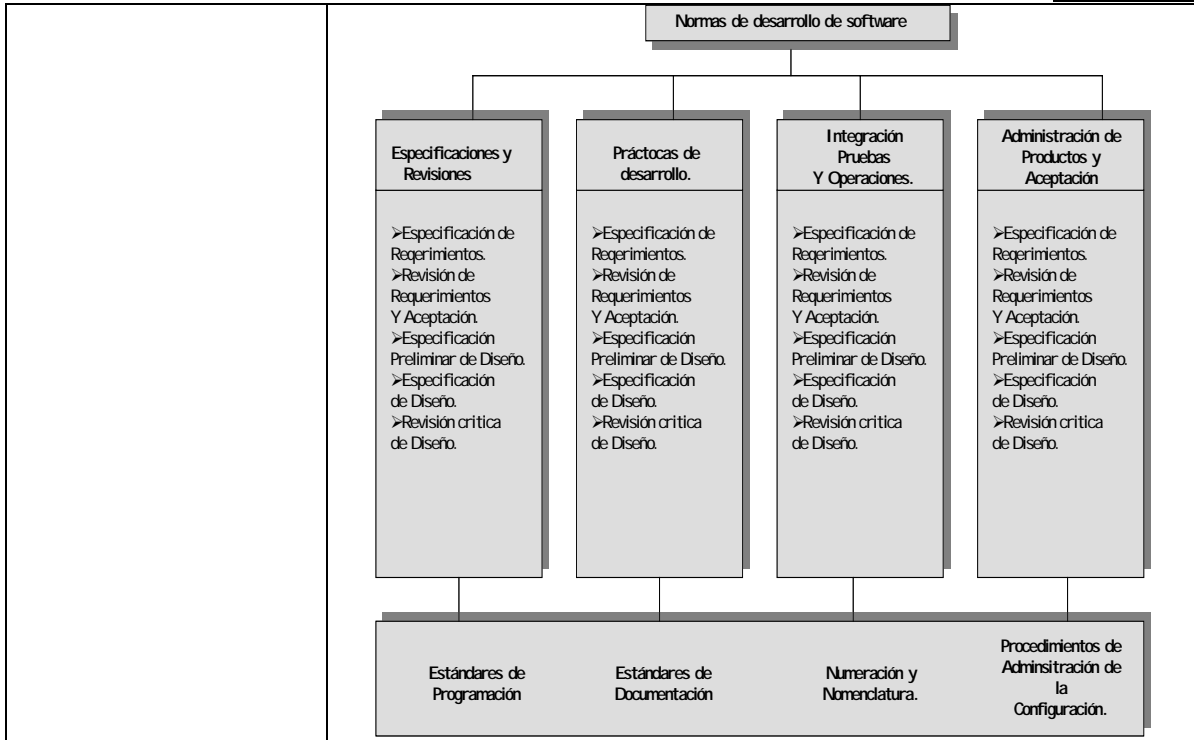 Normas de desarrollo de software
Especificaciones y
Revisiones
➢Especificación de
Reqerimientos.
➢Revisión de
Requerimientos
Y Aceptación.
➢Especificación
Preliminar de Diseño.
➢Especificación
de Diseño.
➢Revisión critica
de Diseño.
Práctocas de
desarrollo.
➢Especificación de
Reqerimientos.
➢Revisión de
Requerimientos
Y Aceptación.
➢Especificación
Preliminar de Diseño.
➢Especificación
de Diseño.
➢Revisión critica
de Diseño.
Integración
Pruebas
Y Operaciones.
➢Especificación de
Reqerimientos.
➢Revisión de
Requerimientos
Y Aceptación.
➢Especificación
Preliminar de Diseño.
➢Especificación
de Diseño.
➢Revisión critica
de Diseño.
Administración de
Productos y
Aceptación
➢Especificación de
Reqerimientos.
➢Revisión de
Requerimientos
Y Aceptación.
➢Especificación
Preliminar de Diseño.
➢Especificación
de Diseño.
➢Revisión critica
de Diseño.
Estándares de
Programación
Estándares de
Documentación
Numeración y
Nomenclatura.
Procedimientos de
Adminsitración de
la
Configuración.